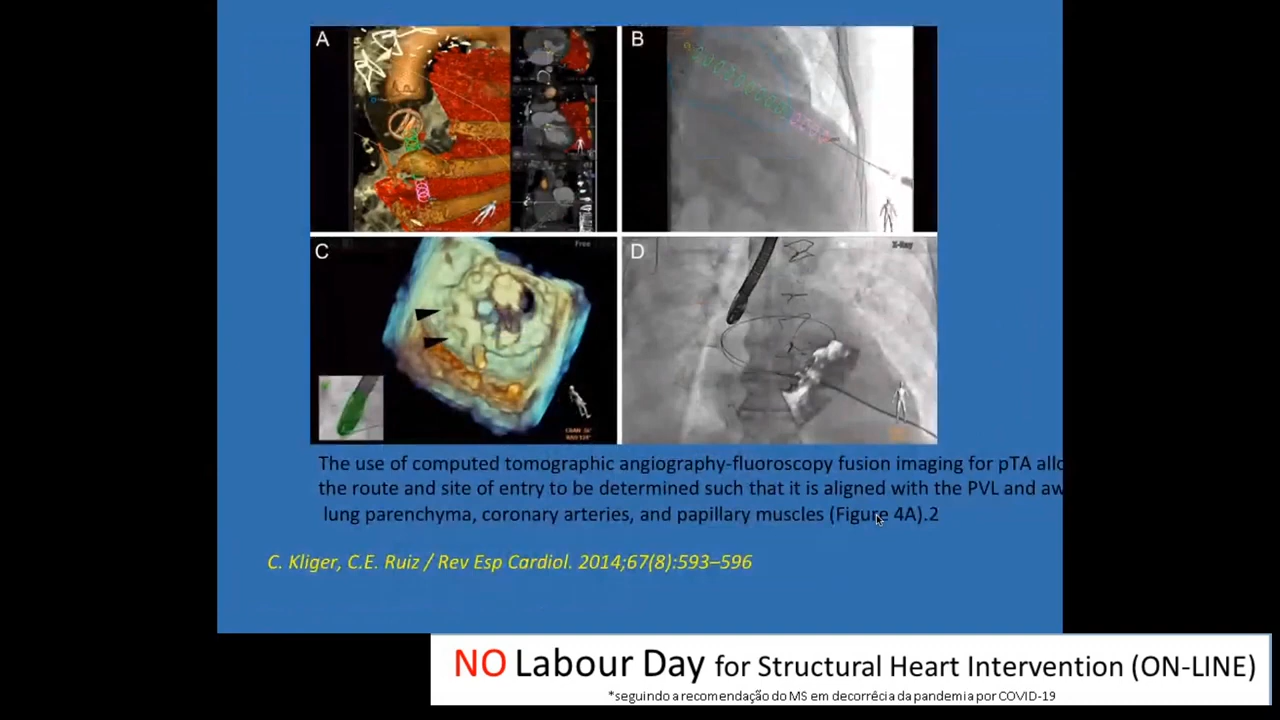 A
B
C
Free
D
X-Ray
The use of computed tomographic angiography-fluoroscopy fusion imaging for pTA allo
the route and site of entry to be determined such that it is aligned with the PVL and aw
lung parenchyma, coronary arteries, and papillary muscles (Figure 4A).2
C. Kliger, C.E. Ruiz / Rev Esp Cardiol. 2014;67(8):593–596
NO Labour Day for Structural Heart Intervention (ON-LINE)
*seguindo a recomendação do MS em decorrêcia da pandemia por COVID-19